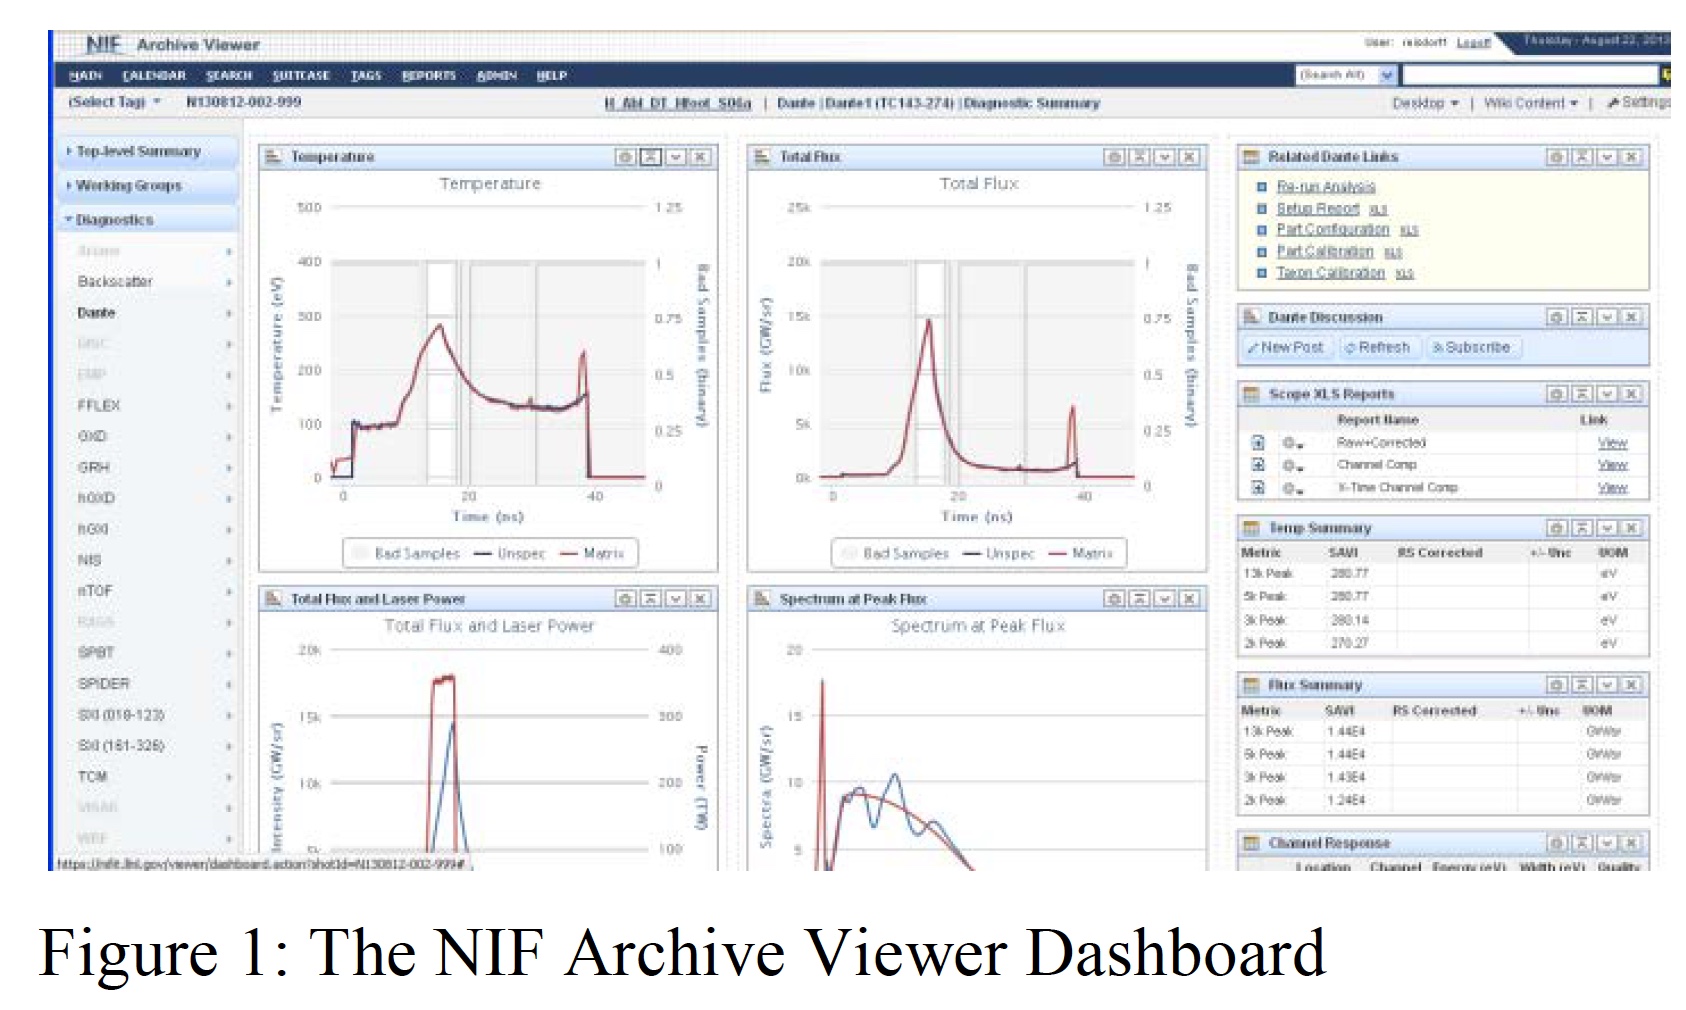 NIF Archive Viewer
User: Logoff Thursday - August 22, 2013
MAIN CALENDAR SEARCH SUITCASE TAGS REPORTS ADMIN HELP (Search All)
(Select Tag) N130812-002-999 H_Abl_DT_Hfoot_S06a | Dante | Dante1 (TC143-274) | Diagnostic Summary Desktop | Wiki Content | Settings
Top-level Summary
Working Groups
Diagnostics
Backscatter
Dante
DISC
EMP
FFLEX
GXD
GRH
hGXD
hGXI
NIS
nTOF
RAGS
SPBT
SPIDER
SXI (018-123)
SXI (161-326)
TCM
VISAR
WRF
https://nifit.llnl.gov/viewer/dashboard.action?shotId=N130812-002-999#
Temperature
Temperature
500 1.25
400 1
300 0.75
200 0.5
100 0.25
0 0
Temperature (eV)
Bad Samples (binary)
0 20 40
Time (ns)
Bad Samples Unspec Matrix
Total Flux
Total Flux
25k 1.25
20k 1
15k 0.75
10k 0.5
5k 0.25
0k 0
Flux (GW/sr)
Bad Samples (binary)
0 20 40
Time (ns)
Bad Samples Unspec Matrix
Total Flux and Laser Power
Total Flux and Laser Power
20k 400
15k 300
10k 200
5k 100
Intensity (GW/sr)
Power (TW)
Spectrum at Peak Flux
Spectrum at Peak Flux
20
15
10
5
Spectra (GW/sr)
Related Dante Links
Re-run Analysis
Setup Report XLS
Part Configuration XLS
Part Calibration XLS
Taxon Calibration XLS
Dante Discussion
New Post Refresh Subscribe
Scope XLS Reports
Report Name Link
Raw+Corrected View
Channel Comp View
X-Time Channel Comp View
Temp Summary
Metric SAVI RS Corrected +/- Unc UOM
13k Peak 280.77 eV
5k Peak 280.77 eV
3k Peak 280.14 eV
2k Peak 270.27 eV
Flux Summary
Metric SAVI RS Corrected +/- Unc UOM
13k Peak 1.44E4 GW/sr
5k Peak 1.44E4 GW/sr
3k Peak 1.43E4 GW/sr
2k Peak 1.24E4 GW/sr
Channel Response
Location Channel Energy (eV) Width (eV) Quality
Figure 1: The NIF Archive Viewer Dashboard